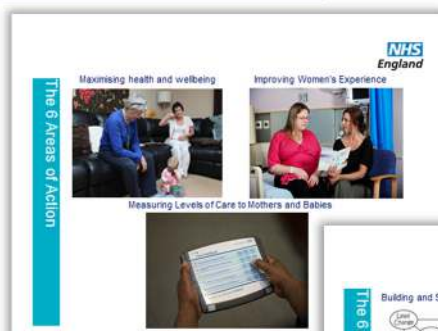 NHS
England
The 6 Areas of Action
Maximising health and wellbeing
Improving Women's Experience
Measuring Levels of Care to Mothers and Babies
The 6
Building and S